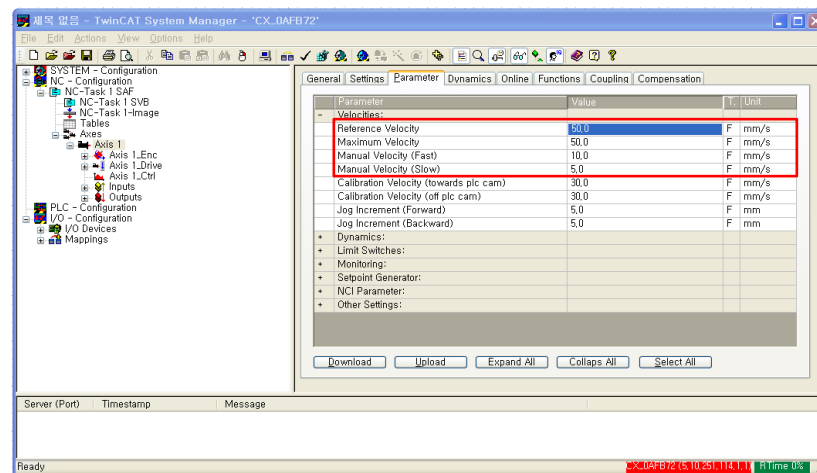 제목 없음 - TwinCAT System Manager - 'CX_0AFB72'
File Edit Actions View Options Help
SYSTEM - Configuration
NC - Configuration
NC-Task 1 SAF
NC-Task 1 SVB
NC-Task 1-Image
Tables
Axes
Axis 1
Axis 1_Enc
Axis 1_Drive
Axis 1_Ctrl
Inputs
Outputs
PLC - Configuration
I/O - Configuration
I/O Devices
Mappings
General Settings Parameter Dynamics Online Functions Coupling Compensation
Parameter Value T. Unit
- Velocities:
Reference Velocity 50,0 F mm/s
Maximum Velocity 50,0 F mm/s
Manual Velocity (Fast) 10,0 F mm/s
Manual Velocity (Slow) 5,0 F mm/s
Calibration Velocity (towards plc cam) 30,0 F mm/s
Calibration Velocity (off plc cam) 30,0 F mm/s
Jog Increment (Forward) 5,0 F mm
Jog Increment (Backward) 5,0 F mm
+ Dynamics:
+ Limit Switches:
+ Monitoring:
+ Setpoint Generator:
+ NCI Parameter:
+ Other Settings:
Download Upload Expand All Collaps All Select All
Server (Port) Timestamp Message
Ready CX_0AFB72 (5,10,251,114,1,1) RTime 0%